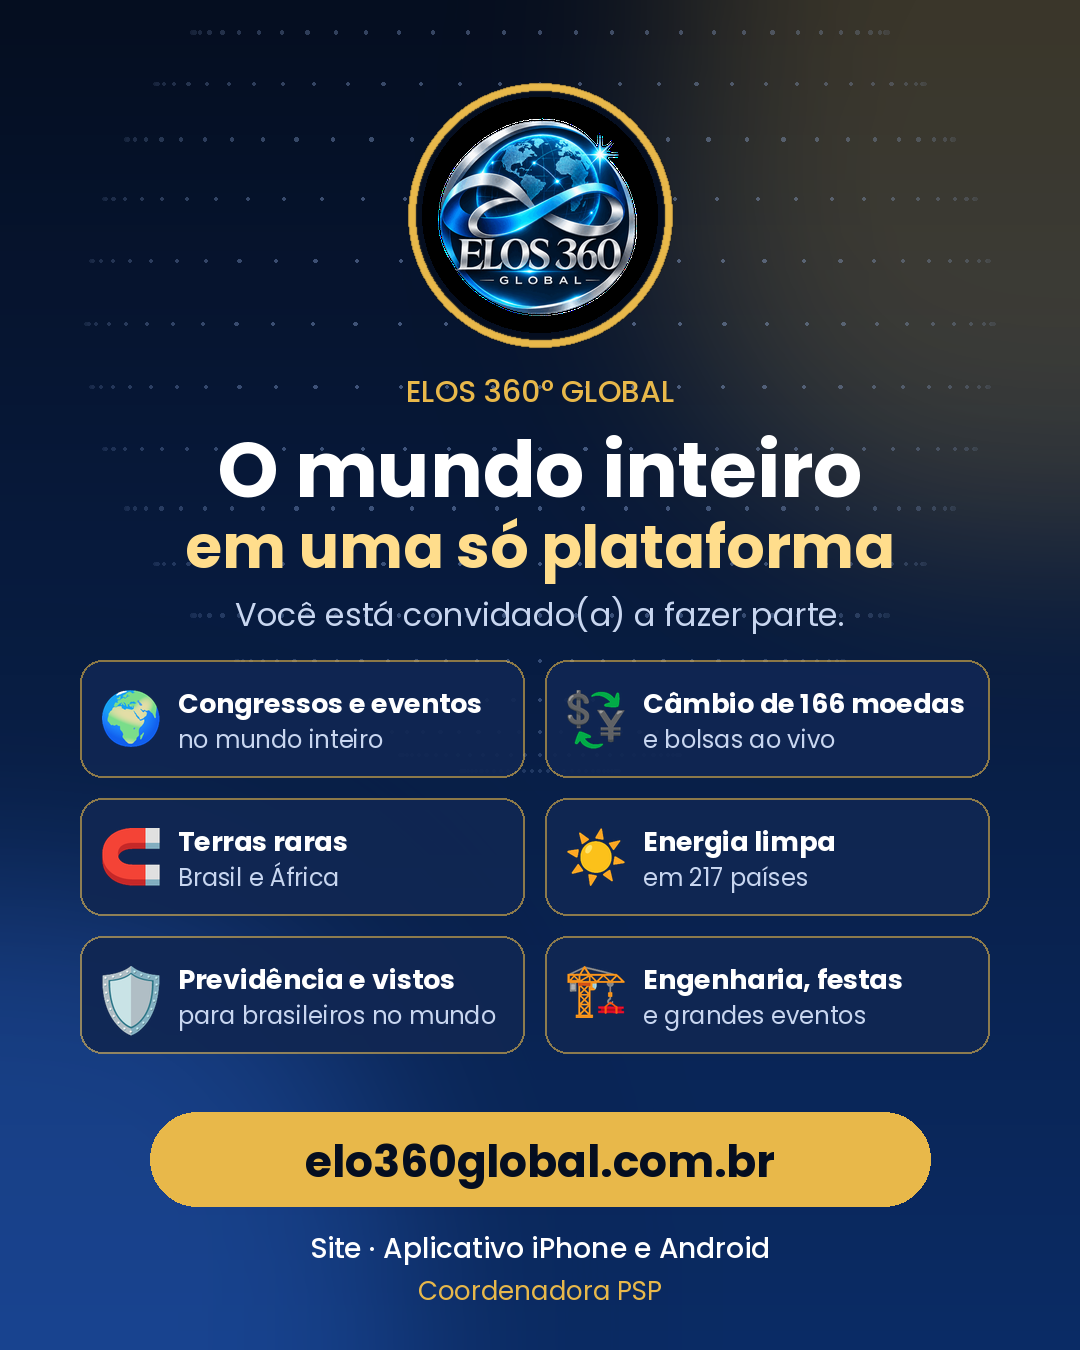 ELOS 360
GLOBAL
ELOS 360° GLOBAL
O mundo inteiro
em uma só plataforma
Você está convidado(a) a fazer parte.
Congressos e eventos
no mundo inteiro
Câmbio de 166 moedas
e bolsas ao vivo
Terras raras
Brasil e África
Energia limpa
em 217 países
Previdência e vistos
para brasileiros no mundo
Engenharia, festas
e grandes eventos
elo360global.com.br
Site · Aplicativo iPhone e Android
Coordenadora PSP